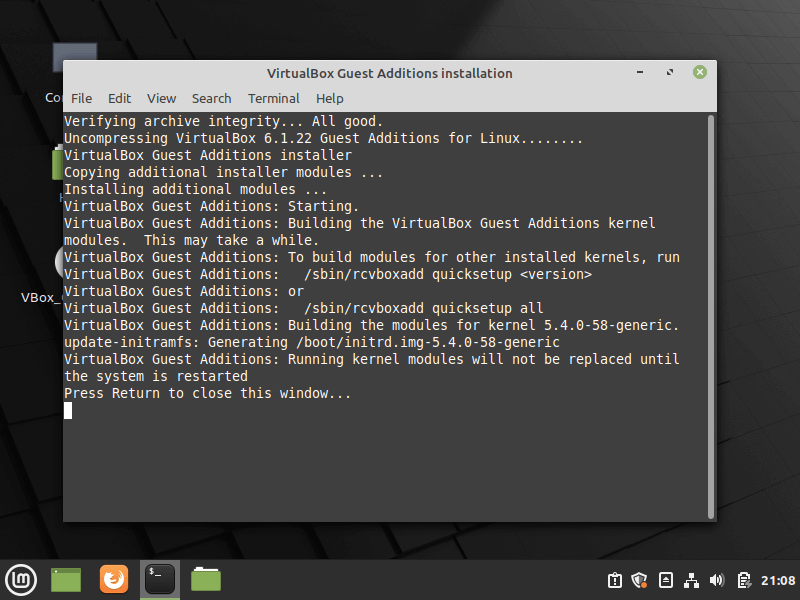 VirtualBox Guest Additions installation
File Edit View Search Terminal Help
Verifying archive integrity... All good.
Uncompressing VirtualBox 6.1.22 Guest Additions for Linux........
VirtualBox Guest Additions installer
Copying additional installer modules ...
Installing additional modules ...
VirtualBox Guest Additions: Starting.
VirtualBox Guest Additions: Building the VirtualBox Guest Additions kernel
modules.  This may take a while.
VirtualBox Guest Additions: To build modules for other installed kernels, run
VirtualBox Guest Additions:   /sbin/rcvboxadd quicksetup <version>
VirtualBox Guest Additions: or
VirtualBox Guest Additions:   /sbin/rcvboxadd quicksetup all
VirtualBox Guest Additions: Building the modules for kernel 5.4.0-58-generic.
update-initramfs: Generating /boot/initrd.img-5.4.0-58-generic
VirtualBox Guest Additions: Running kernel modules will not be replaced until
the system is restarted
Press Return to close this window...
VBox_
$_
21:08